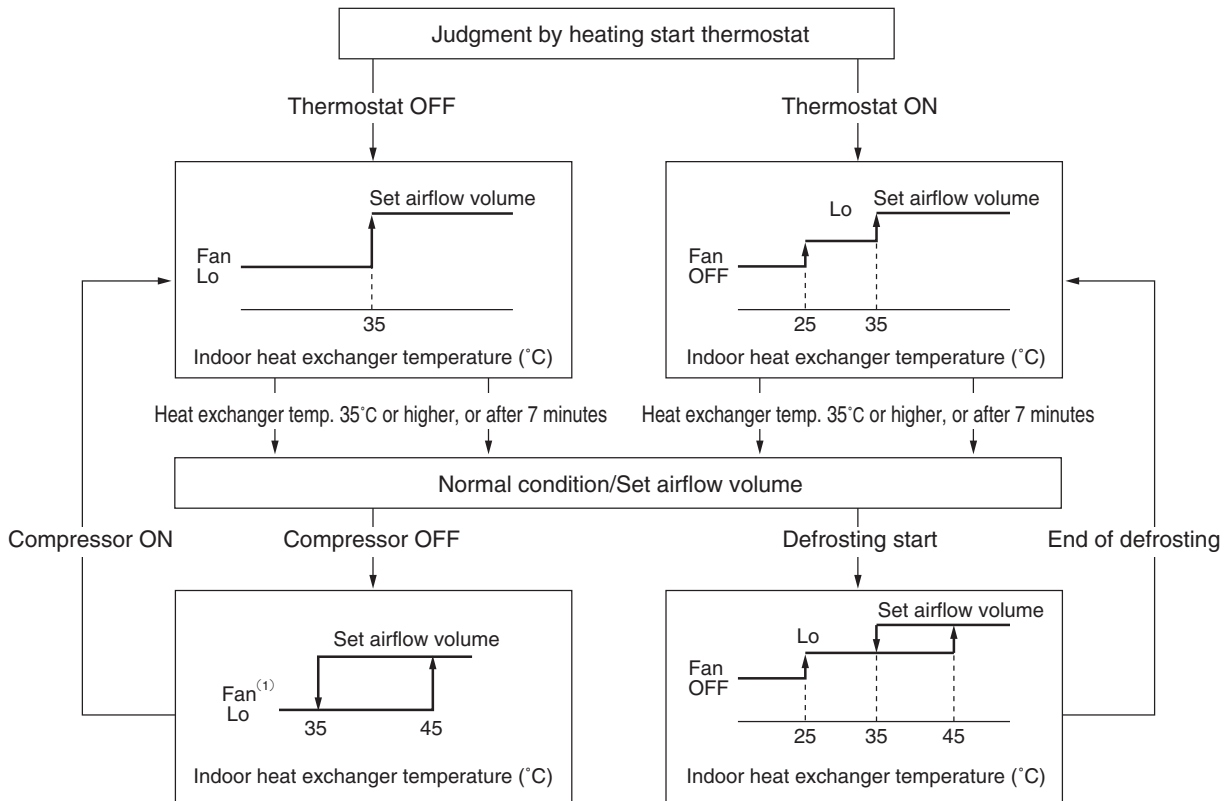 Judgment by heating start thermostat
Thermostat OFF
Thermostat ON
Set airflow volume
Fan
Lo
35
Indoor heat exchanger temperature (˚C)
Set airflow volume
Lo
Fan
OFF
25 35
Indoor heat exchanger temperature (˚C)
Heat exchanger temp. 35˚C or higher, or after 7 minutes
Heat exchanger temp. 35˚C or higher, or after 7 minutes
Normal condition/Set airflow volume
Compressor ON
Compressor OFF
Defrosting start
End of defrosting
Set airflow volume
Fan(1)
Lo
35 45
Indoor heat exchanger temperature (˚C)
Set airflow volume
Lo
Fan
OFF
25 35 45
Indoor heat exchanger temperature (˚C)